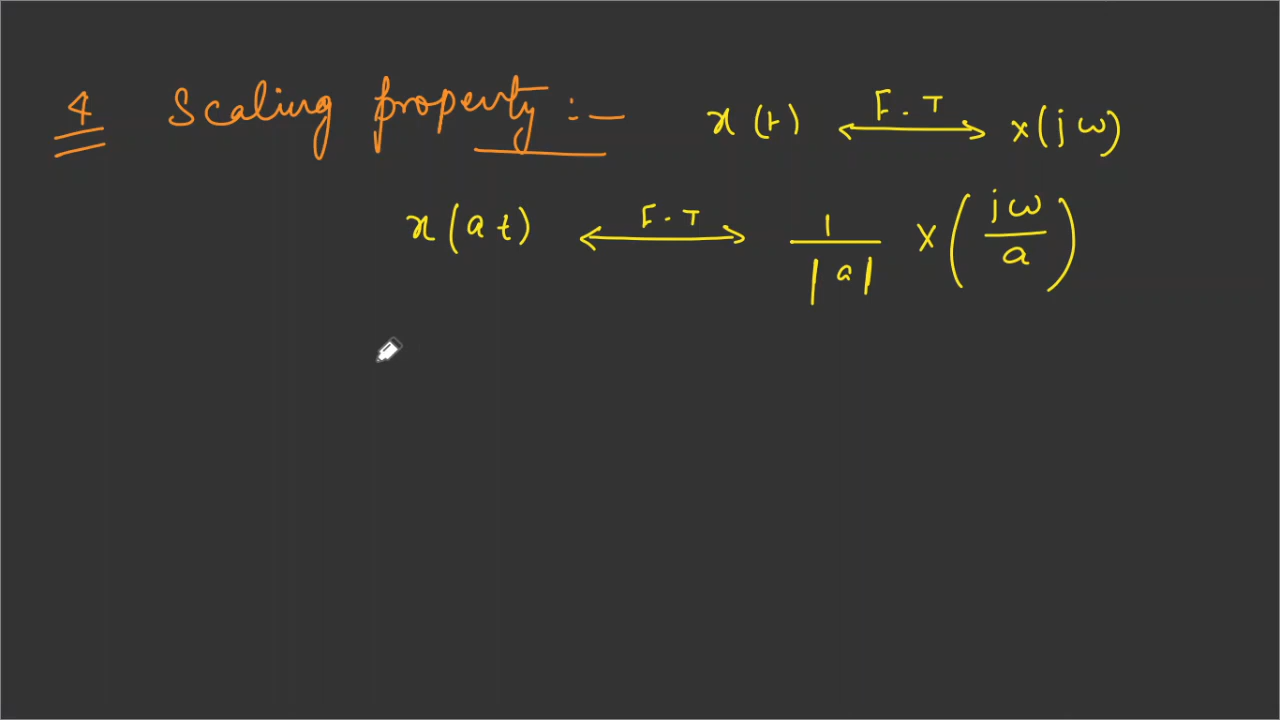 4 Scaling property :- x(t) ⟷ F.T X(jω)
x(at) ⟷ F.T 1/|a| X(jω/a)